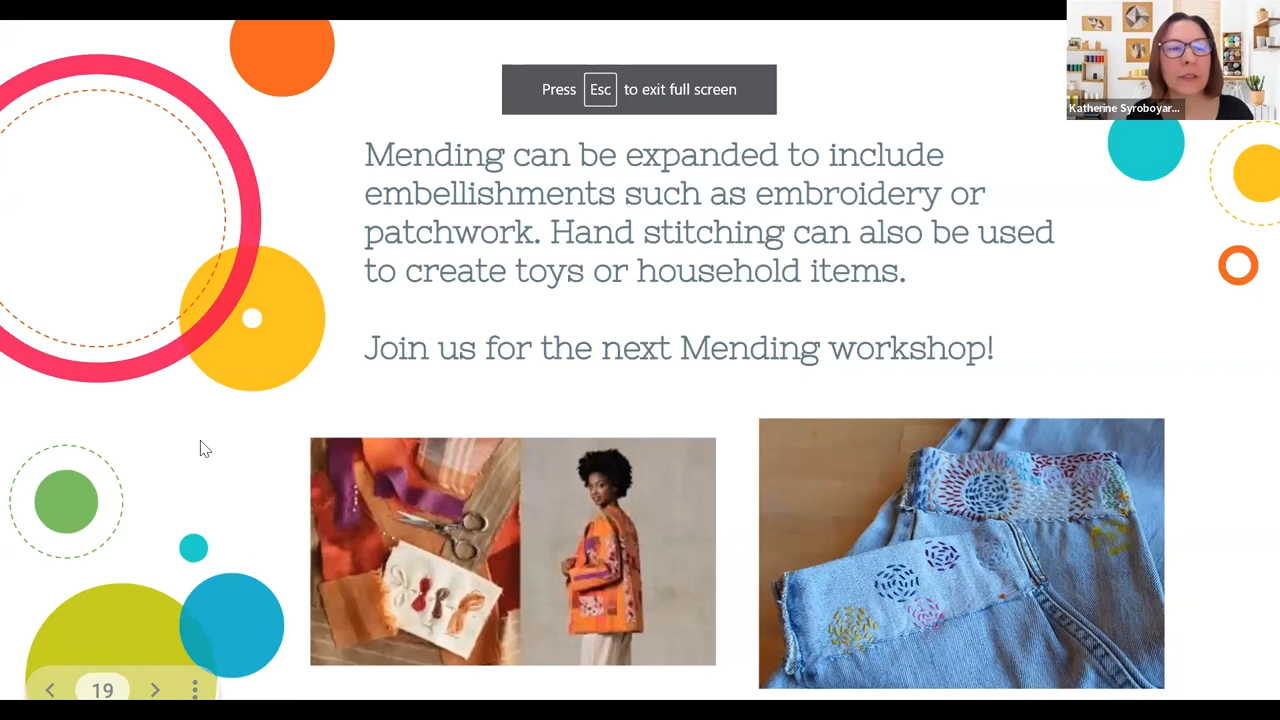 Press Esc to exit full screen
Katherine Syroboyar...
Mending can be expanded to include
embellishments such as embroidery or
patchwork. Hand stitching can also be used
to create toys or household items.
Join us for the next Mending workshop!
19